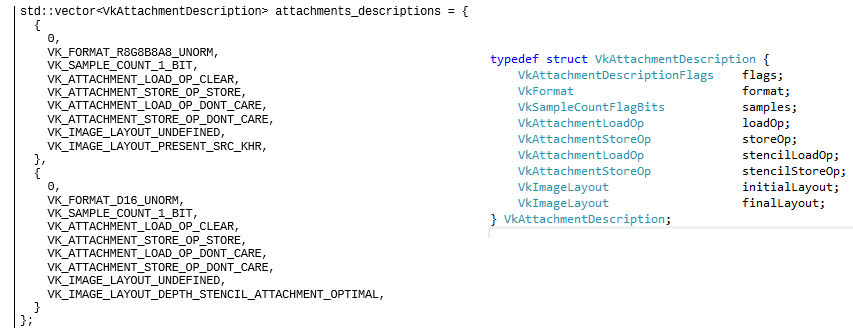 std::vector<VkAttachmentDescription> attachments_descriptions = {
{
0,
VK_FORMAT_R8G8B8A8_UNORM,
VK_SAMPLE_COUNT_1_BIT,
VK_ATTACHMENT_LOAD_OP_CLEAR,
VK_ATTACHMENT_STORE_OP_STORE,
VK_ATTACHMENT_LOAD_OP_DONT_CARE,
VK_ATTACHMENT_STORE_OP_DONT_CARE,
VK_IMAGE_LAYOUT_UNDEFINED,
VK_IMAGE_LAYOUT_PRESENT_SRC_KHR,
},
{
0,
VK_FORMAT_D16_UNORM,
VK_SAMPLE_COUNT_1_BIT,
VK_ATTACHMENT_LOAD_OP_CLEAR,
VK_ATTACHMENT_STORE_OP_STORE,
VK_ATTACHMENT_LOAD_OP_DONT_CARE,
VK_ATTACHMENT_STORE_OP_DONT_CARE,
VK_IMAGE_LAYOUT_UNDEFINED,
VK_IMAGE_LAYOUT_DEPTH_STENCIL_ATTACHMENT_OPTIMAL,
}
};
typedef struct VkAttachmentDescription {
VkAttachmentDescriptionFlags flags;
VkFormat format;
VkSampleCountFlagBits samples;
VkAttachmentLoadOp loadOp;
VkAttachmentStoreOp storeOp;
VkAttachmentLoadOp stencilLoadOp;
VkAttachmentStoreOp stencilStoreOp;
VkImageLayout initialLayout;
VkImageLayout finalLayout;
} VkAttachmentDescription;